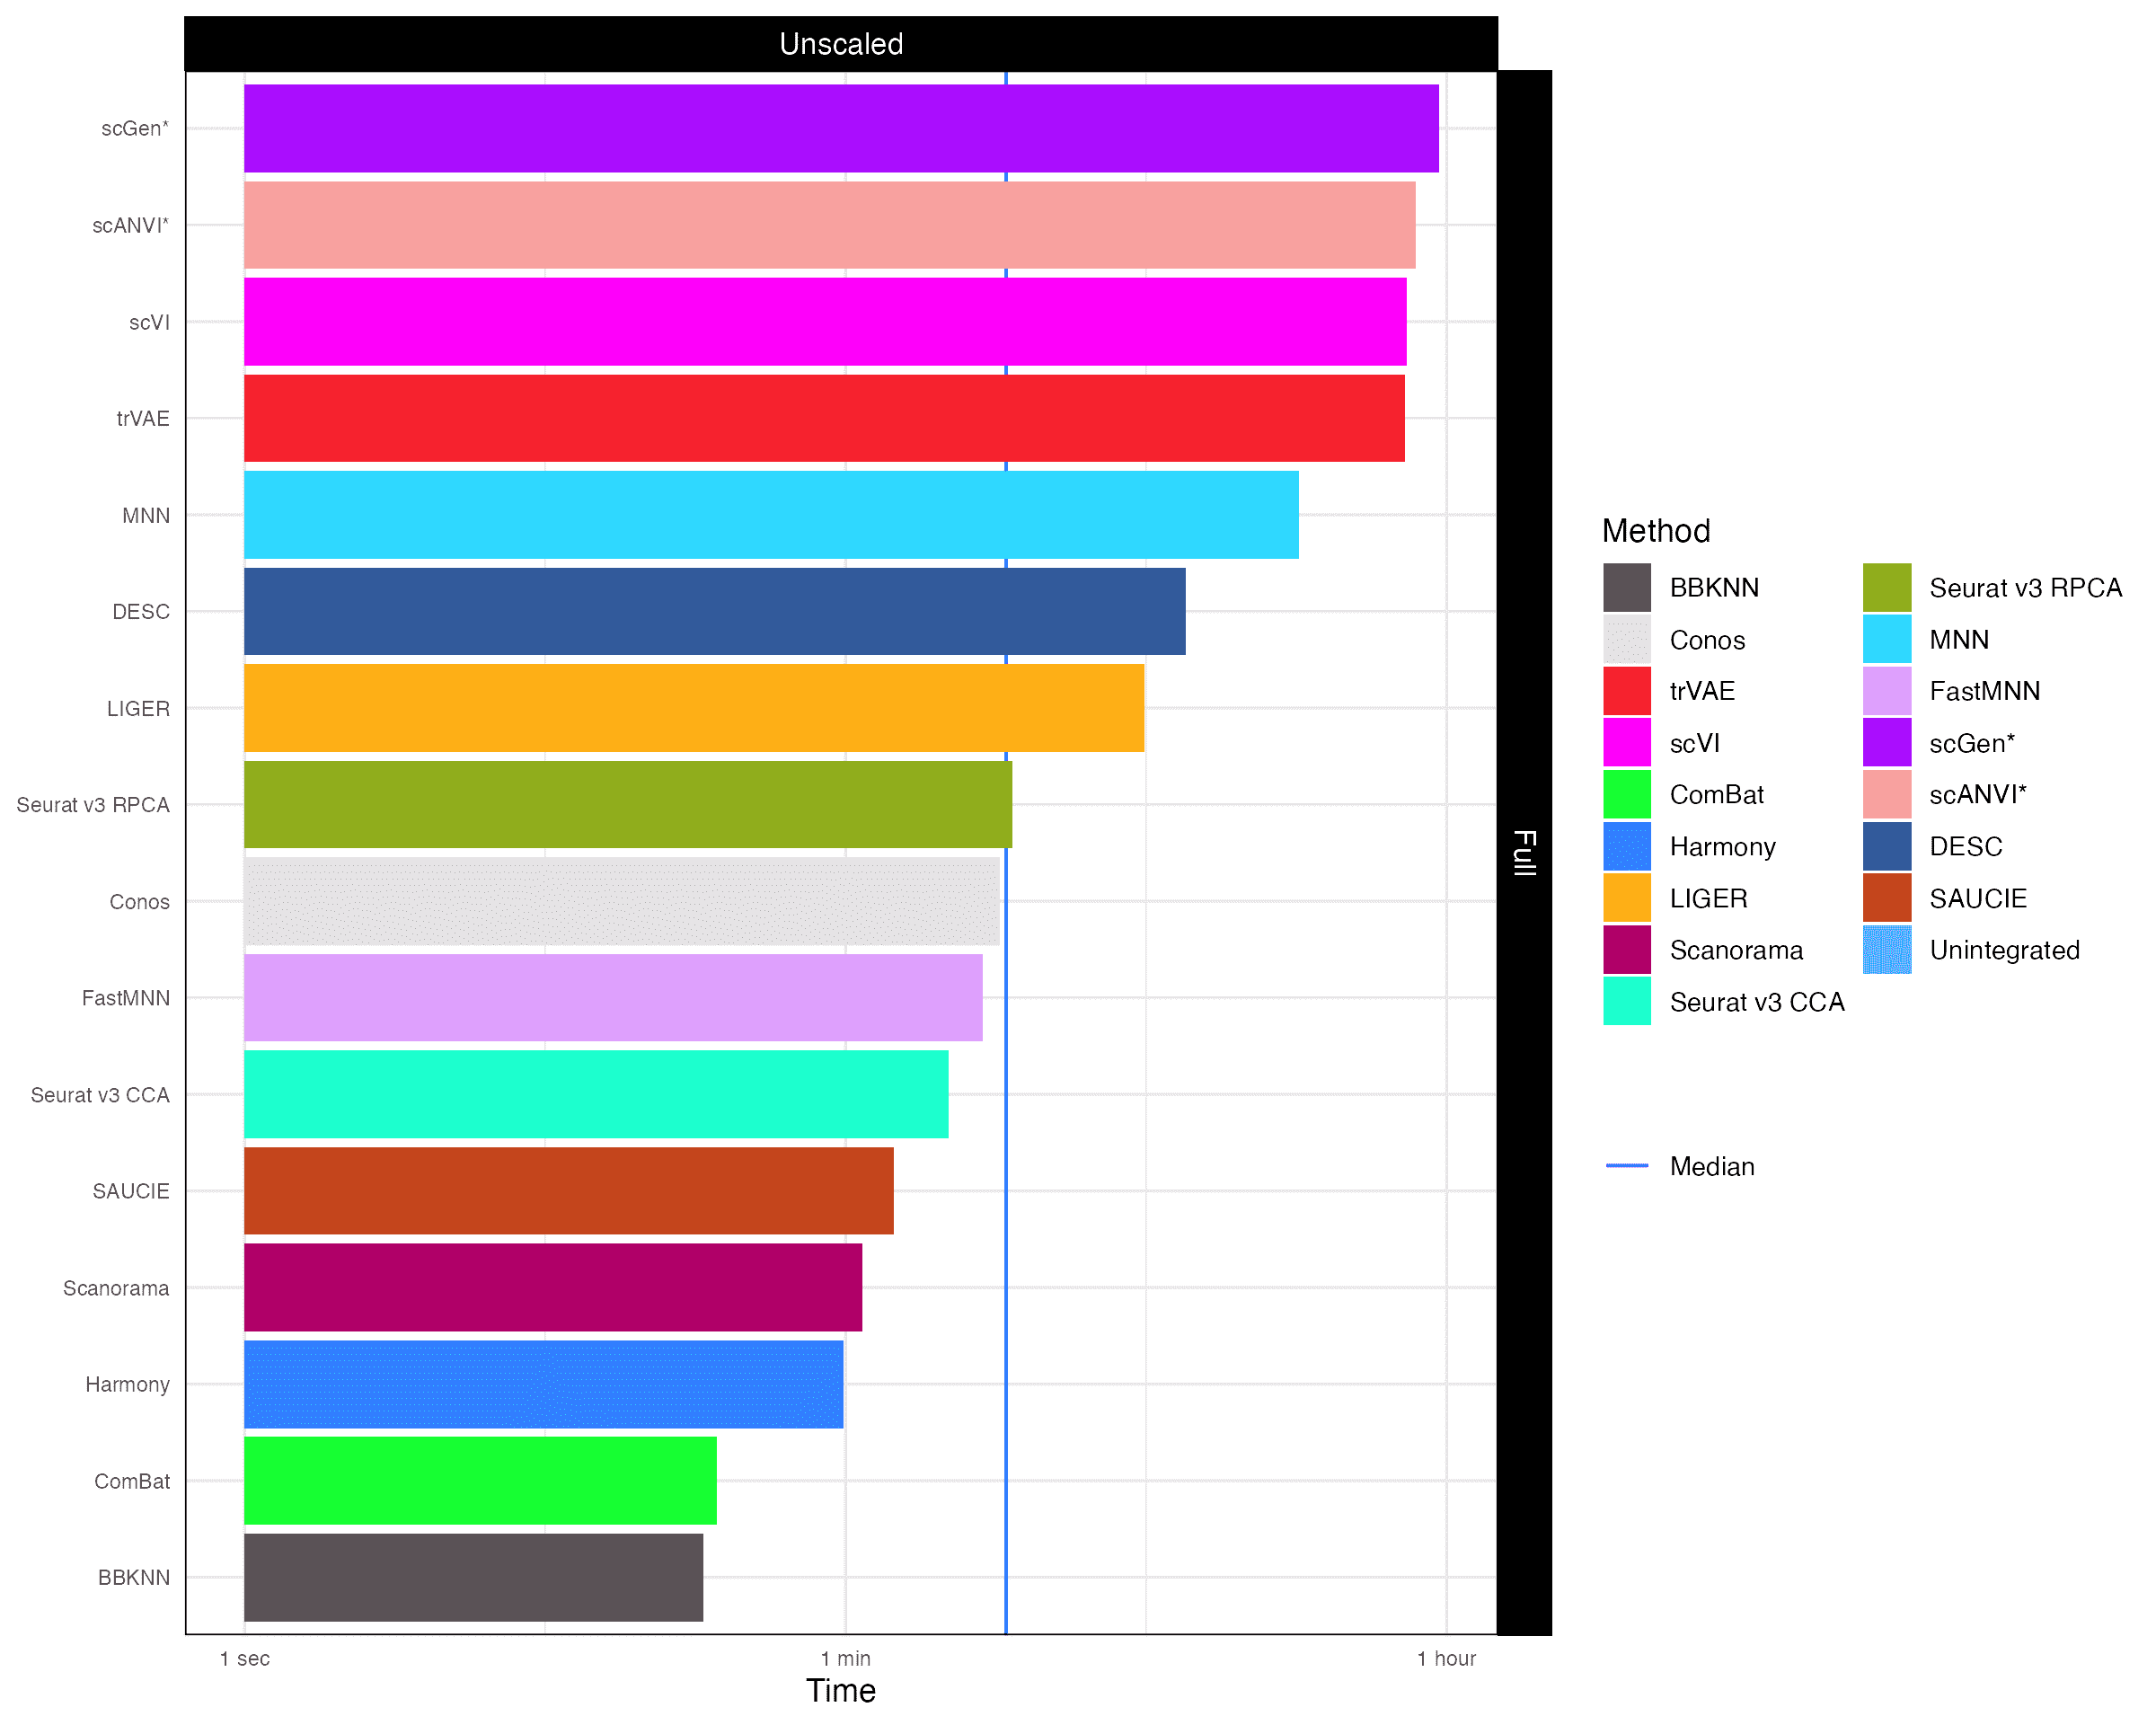 Unscaled
scGen*
scANVI*
scVI
trVAE
MNN
DESC
LIGER
Seurat v3 RPCA
Conos
FastMNN
Seurat v3 CCA
SAUCIE
Scanorama
Harmony
ComBat
BBKNN
1 sec
1 min
1 hour
Time
Full
Method
BBKNN
Conos
trVAE
scVI
ComBat
Harmony
LIGER
Scanorama
Seurat v3 CCA
Seurat v3 RPCA
MNN
FastMNN
scGen*
scANVI*
DESC
SAUCIE
Unintegrated
Median